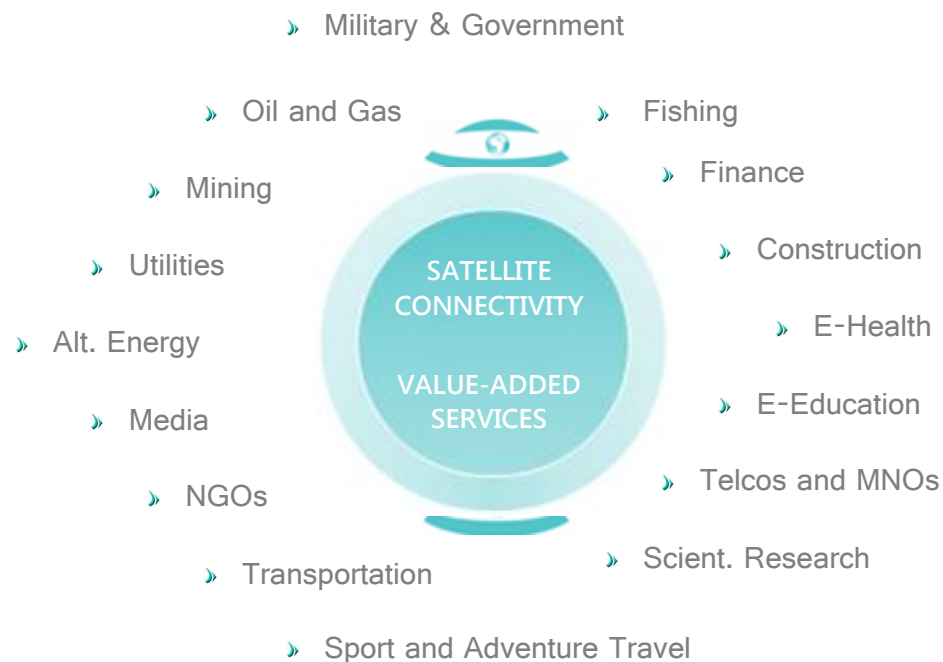 Military & Government
Oil and Gas
Fishing
Mining
Finance
Utilities
Construction
SATELLITE
CONNECTIVITY
Alt. Energy
E-Health
VALUE-ADDED
SERVICES
Media
E-Education
NGOs
Telcos and MNOs
Transportation
Scient. Research
Sport and Adventure Travel